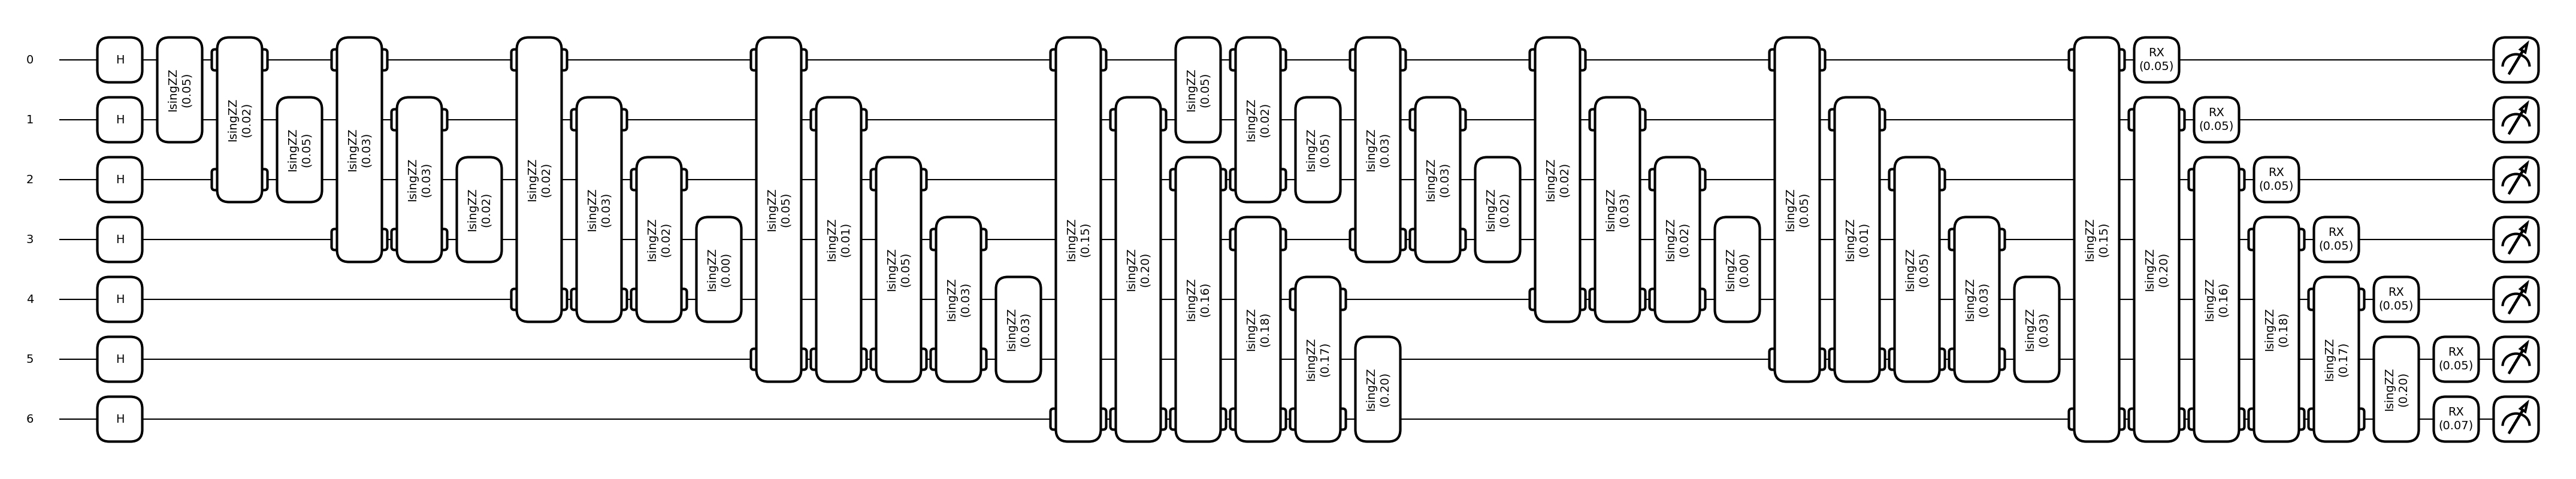 0
1
2
3
4
5
6
H
H
H
H
H
H
H
IsingZZ
(0.05)
IsingZZ
(0.02)
IsingZZ
(0.05)
IsingZZ
(0.03)
IsingZZ
(0.03)
IsingZZ
(0.02)
IsingZZ
(0.02)
IsingZZ
(0.03)
IsingZZ
(0.02)
IsingZZ
(0.00)
IsingZZ
(0.05)
IsingZZ
(0.01)
IsingZZ
(0.05)
IsingZZ
(0.03)
IsingZZ
(0.03)
IsingZZ
(0.15)
IsingZZ
(0.20)
IsingZZ
(0.05)
IsingZZ
(0.16)
IsingZZ
(0.02)
IsingZZ
(0.18)
IsingZZ
(0.05)
IsingZZ
(0.17)
IsingZZ
(0.03)
IsingZZ
(0.20)
IsingZZ
(0.03)
IsingZZ
(0.02)
IsingZZ
(0.02)
IsingZZ
(0.03)
IsingZZ
(0.02)
IsingZZ
(0.00)
IsingZZ
(0.05)
IsingZZ
(0.01)
IsingZZ
(0.05)
IsingZZ
(0.03)
IsingZZ
(0.03)
IsingZZ
(0.15)
RX
(0.05)
IsingZZ
(0.20)
RX
(0.05)
IsingZZ
(0.16)
RX
(0.05)
IsingZZ
(0.18)
RX
(0.05)
IsingZZ
(0.17)
RX
(0.05)
IsingZZ
(0.20)
RX
(0.05)
RX
(0.07)